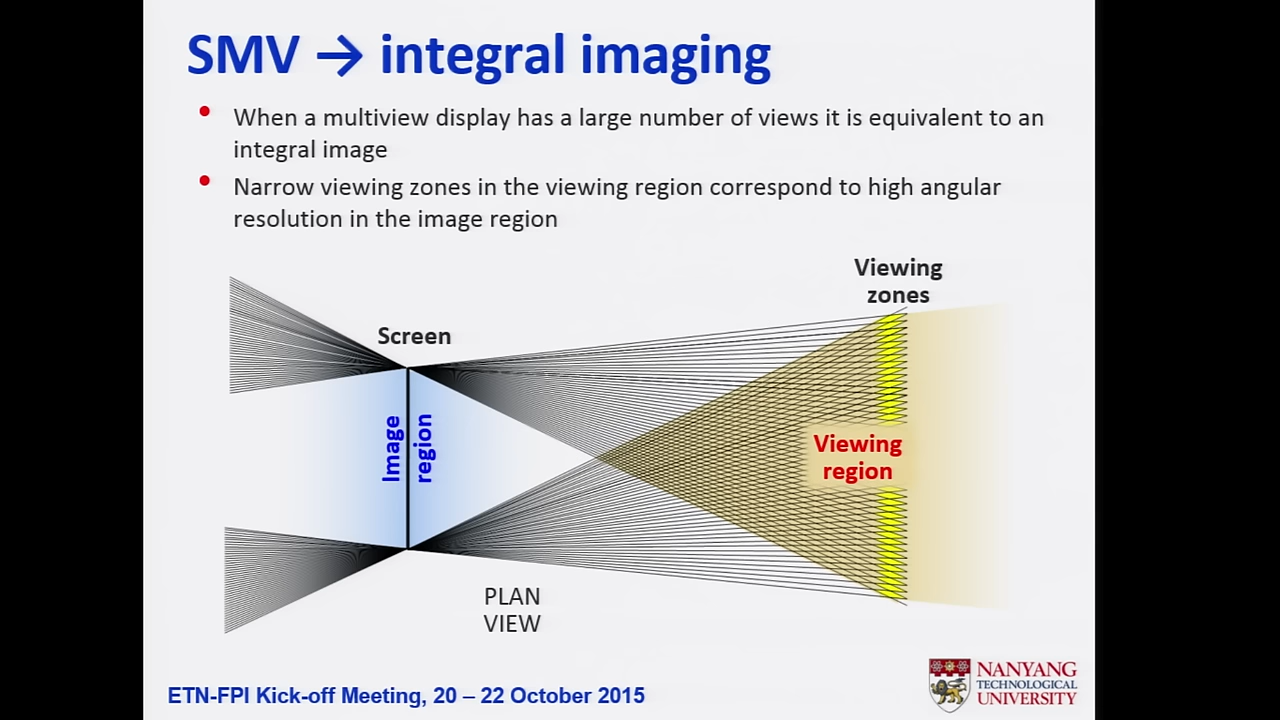 SMV → integral imaging
• When a multiview display has a large number of views it is equivalent to an
integral image
• Narrow viewing zones in the viewing region correspond to high angular
resolution in the image region
Viewing
zones
Screen
Image
region
Viewing
region
PLAN
VIEW
ETN-FPI Kick-off Meeting, 20 – 22 October 2015
NANYANG
TECHNOLOGICAL
UNIVERSITY